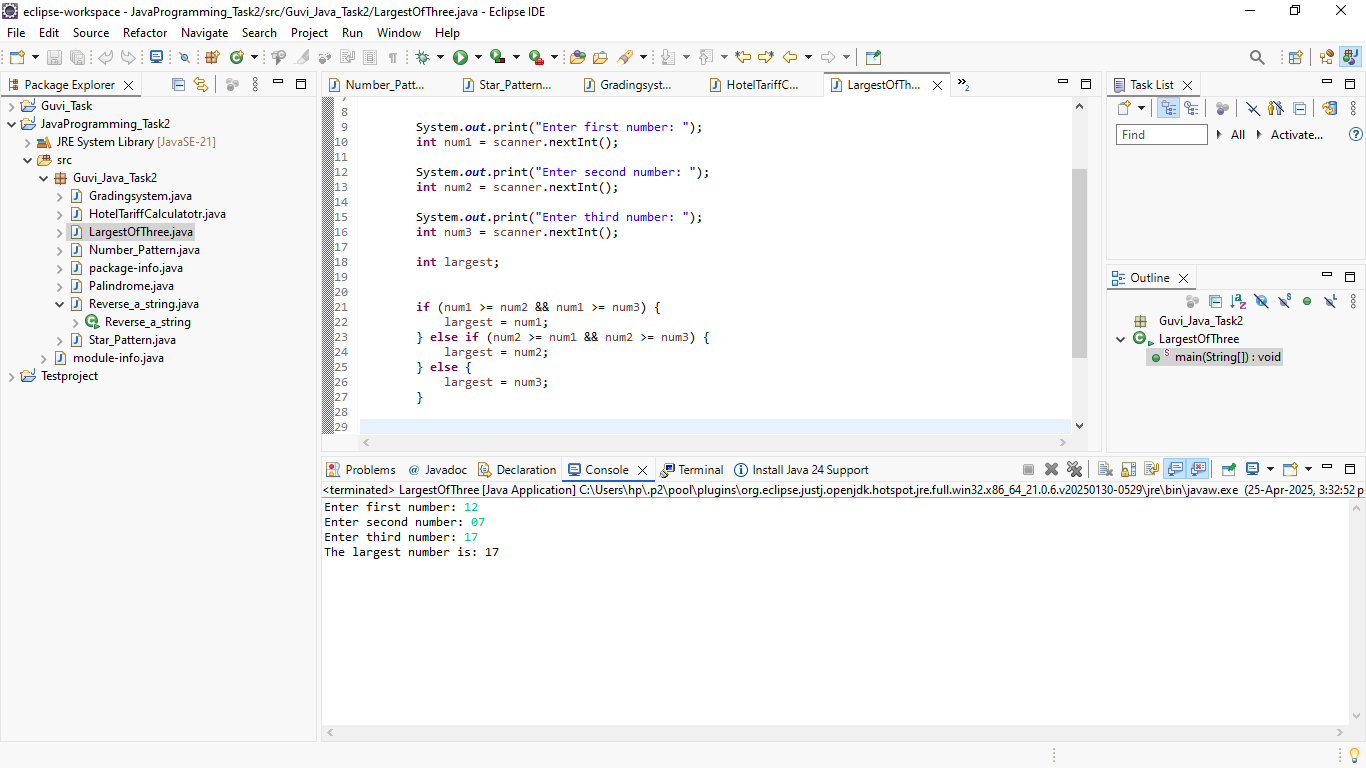 eclipse-workspace - JavaProgramming_Task2/src/Guvi_Java_Task2/LargestOfThree.java - Eclipse IDE
File Edit Source Refactor Navigate Search Project Run Window Help
Package Explorer
Guvi_Task
JavaProgramming_Task2
JRE System Library [JavaSE-21]
src
Guvi_Java_Task2
Gradingsystem.java
HotelTariffCalculatotr.java
LargestOfThree.java
Number_Pattern.java
package-info.java
Palindrome.java
Reverse_a_string.java
Reverse_a_string
Star_Pattern.java
module-info.java
Testproject
Number_Patt... Star_Pattern... Gradingsyst... HotelTariffC... LargestOfTh... »2
7
8
9 System.out.print("Enter first number: ");
10 int num1 = scanner.nextInt();
11
12 System.out.print("Enter second number: ");
13 int num2 = scanner.nextInt();
14
15 System.out.print("Enter third number: ");
16 int num3 = scanner.nextInt();
17
18 int largest;
19
20
21 if (num1 >= num2 && num1 >= num3) {
22 largest = num1;
23 } else if (num2 >= num1 && num2 >= num3) {
24 largest = num2;
25 } else {
26 largest = num3;
27 }
28
29
Task List
Find All Activate...
Outline
Guvi_Java_Task2
LargestOfThree
main(String[]) : void
Problems @ Javadoc Declaration Console Terminal Install Java 24 Support
<terminated> LargestOfThree [Java Application] C:\Users\hp\.p2\pool\plugins\org.eclipse.justj.openjdk.hotspot.jre.full.win32.x86_64_21.0.6.v20250130-0529\jre\bin\javaw.exe (25-Apr-2025, 3:32:52 p
Enter first number: 12
Enter second number: 07
Enter third number: 17
The largest number is: 17